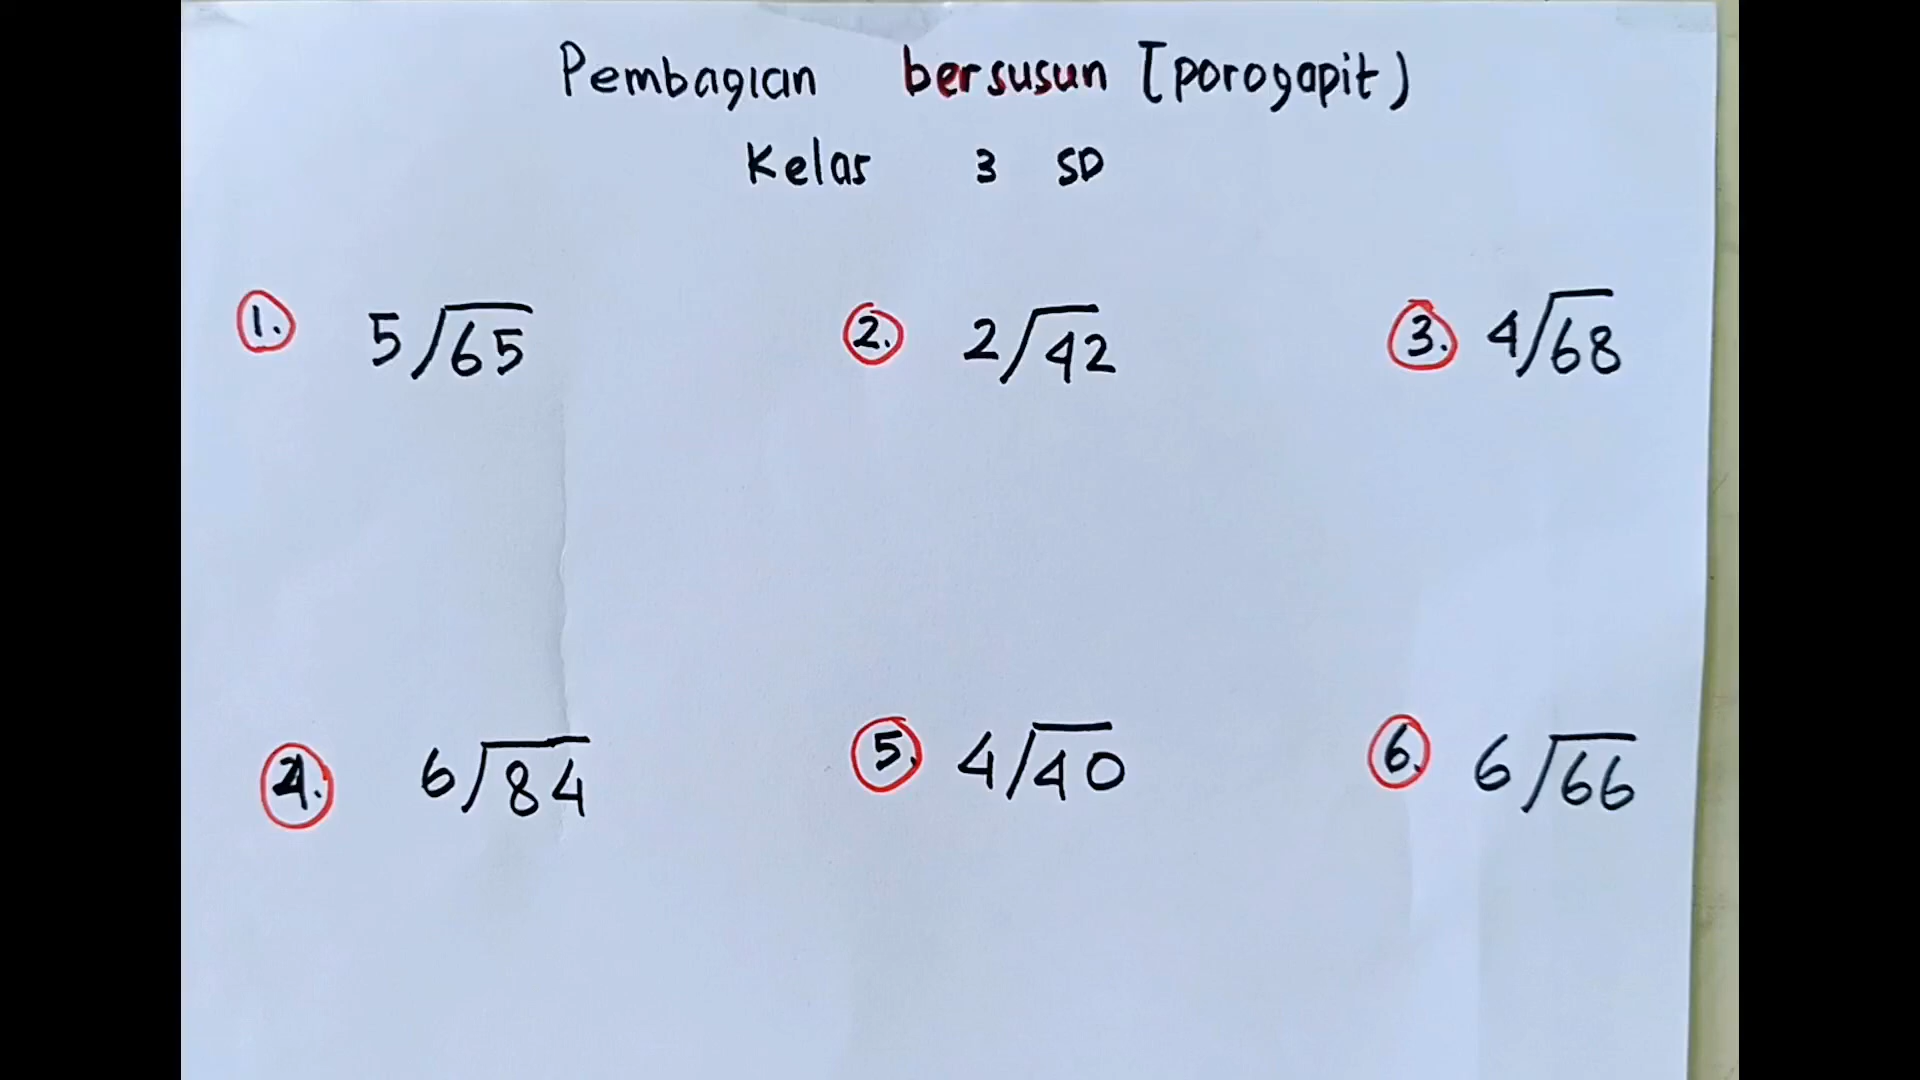 Pembagian bersusun [porogapit)
Kelas 3 SD
1. 5/65 2. 2/42 3. 4/68
4. 6/84 5. 4/40 6. 6/66